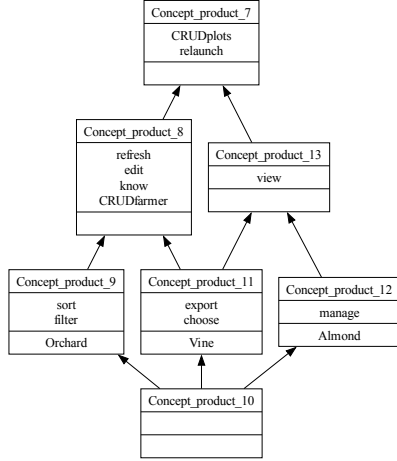 Concept_product_7
CRUDplots
relaunch
Concept_product_8
refresh
edit
know
CRUDfarmer
Concept_product_13
view
Concept_product_9
sort
filter
Orchard
Concept_product_11
export
choose
Vine
Concept_product_12
manage
Almond
Concept_product_10